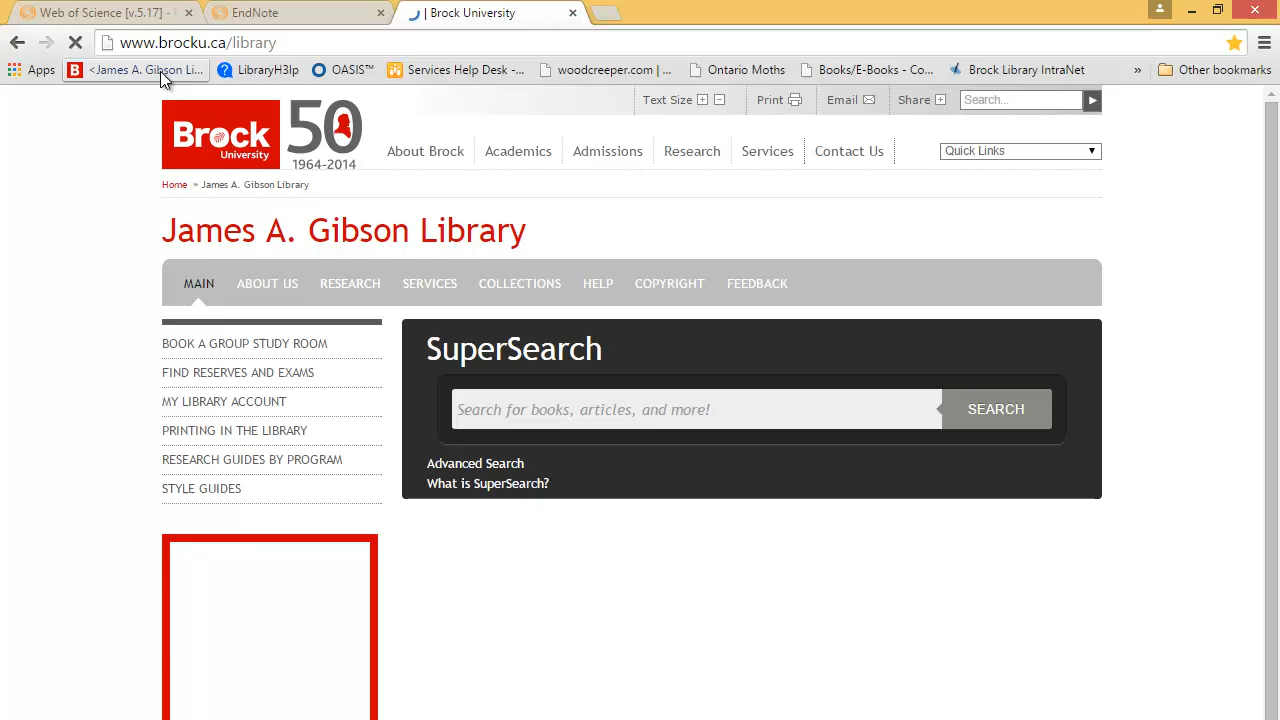 Web of Science [v.5.17] -
EndNote
| Brock University
www.brocku.ca/library
Apps
<James A. Gibson Li...
LibraryH3lp
OASIS™
Services Help Desk -...
woodcreeper.com | ...
Ontario Moths
Books/E-Books - Co...
Brock Library IntraNet
»
Other bookmarks
Text Size
Print
Email
Share
Search...
Brock
University
50
1964-2014
About Brock
Academics
Admissions
Research
Services
Contact Us
Quick Links
Home » James A. Gibson Library
James A. Gibson Library
MAIN
ABOUT US
RESEARCH
SERVICES
COLLECTIONS
HELP
COPYRIGHT
FEEDBACK
BOOK A GROUP STUDY ROOM
FIND RESERVES AND EXAMS
MY LIBRARY ACCOUNT
PRINTING IN THE LIBRARY
RESEARCH GUIDES BY PROGRAM
STYLE GUIDES
SuperSearch
Search for books, articles, and more!
SEARCH
Advanced Search
What is SuperSearch?